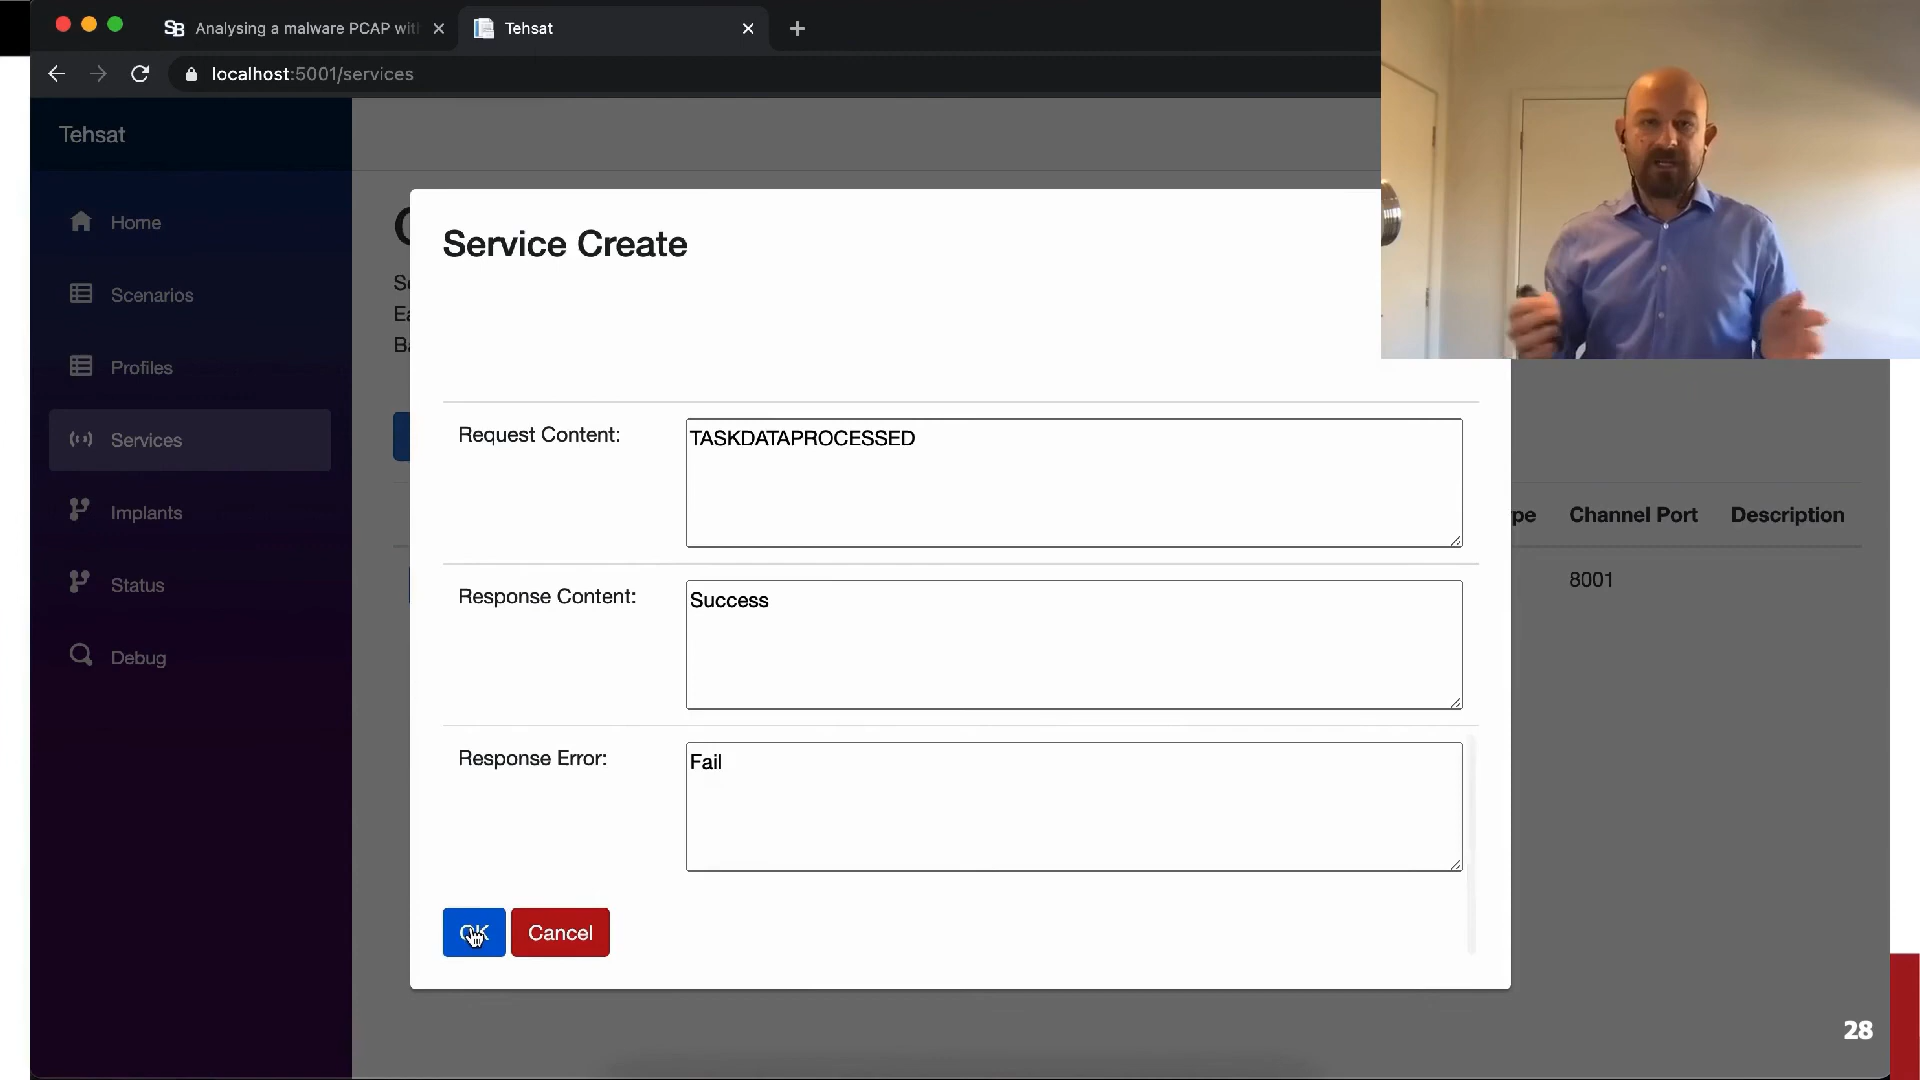 Analysing a malware PCAP with
Tehsat
localhost:5001/services
Tehsat
Home
Scenarios
Profiles
Services
Implants
Status
Debug
Service Create
Request Content:
TASKDATAPROCESSED
Response Content:
Success
Response Error:
Fail
OK
Cancel
Channel Port
Description
8001
28